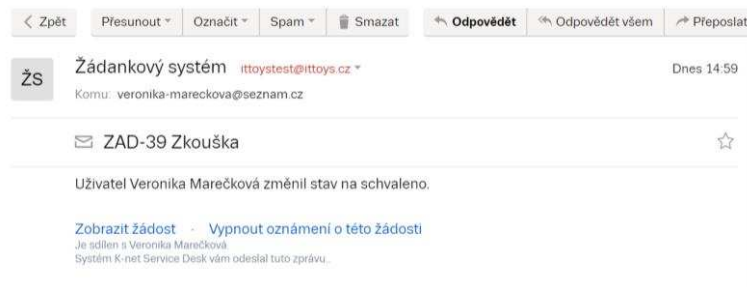 Zpět Přesunout Označit Spam Smazat Odpovědět Odpovědět všem Přeposlat
ŽS Žádankový systém ittoystest@ittoys.cz Dnes 14:59
Komu: veronika-mareckova@seznam.cz
ZAD-39 Zkouška
Uživatel Veronika Marečková změnil stav na schvaleno.
Zobrazit žádost · Vypnout oznámení o této žádosti
Je sdílen s Veronika Marečková
Systém K-net Service Desk vám odeslal tuto zprávu.